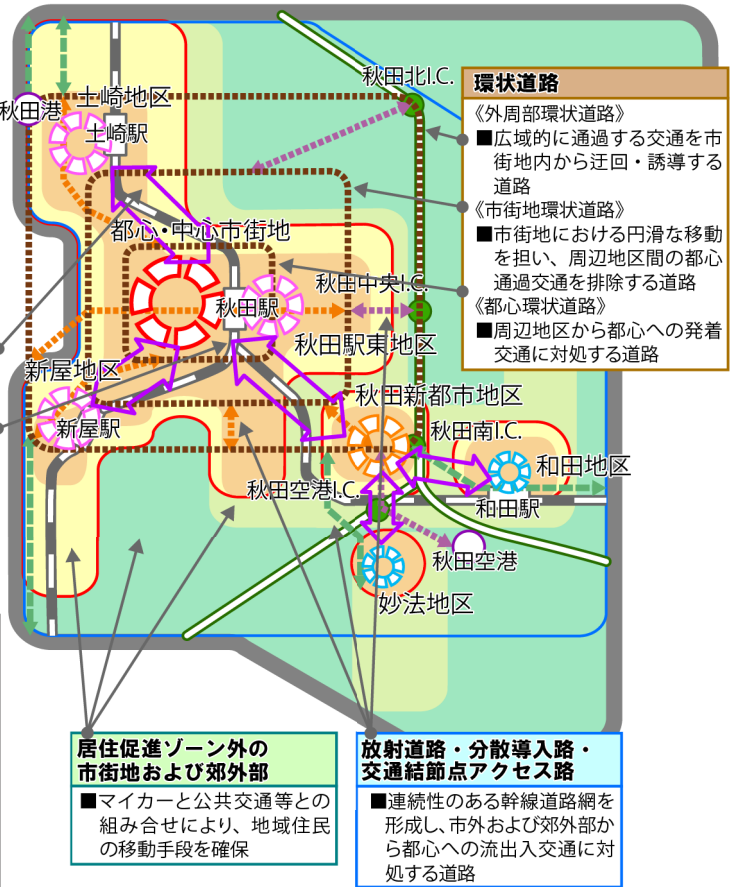 秋田北I.C.
環状道路
《外周部環状道路》
■広域的に通過する交通を市
街地内から迂回・誘導する
道路
《市街地環状道路》
■市街地における円滑な移動
を担い、周辺地区間の都心
通過交通を排除する道路
《都心環状道路》
■周辺地区から都心への発着
交通に対処する道路
秋田港
土崎地区
土崎駅
都心・中心市街地
秋田中央I.C.
秋田駅
秋田駅東地区
新屋地区
新屋駅
秋田新都市地区
秋田南I.C.
和田地区
秋田空港I.C.
和田駅
秋田空港
妙法地区
居住促進ゾーン外の
市街地および郊外部
■マイカーと公共交通等との
組み合せにより、地域住民
の移動手段を確保
放射道路・分散導入路・
交通結節点アクセス路
■連続性のある幹線道路網を
形成し、市外および郊外部か
ら都心への流出入交通に対
処する道路